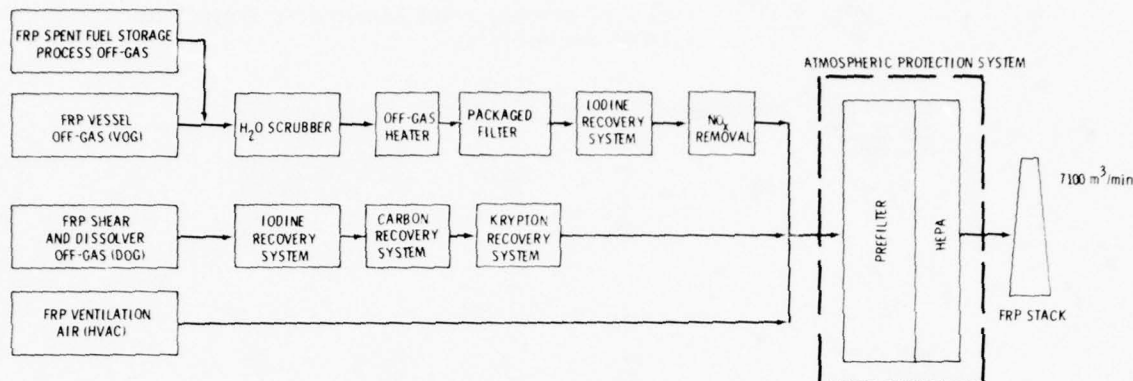 FRP SPENT FUEL STORAGE
PROCESS OFF-GAS
ATMOSPHERIC PROTECTION SYSTEM
FRP VESSEL
OFF-GAS (VOG)
H2O SCRUBBER
OFF-GAS
HEATER
PACKAGED
FILTER
IODINE
RECOVERY
SYSTEM
NOx
REMOVAL
7100 m³/min
FRP SHEAR
AND DISSOLVER
OFF-GAS (DOG)
IODINE
RECOVERY
SYSTEM
CARBON
RECOVERY
SYSTEM
KRYPTON
RECOVERY
SYSTEM
PREFILTER
HEPA
FRP STACK
FRP VENTILATION
AIR (HVAC)